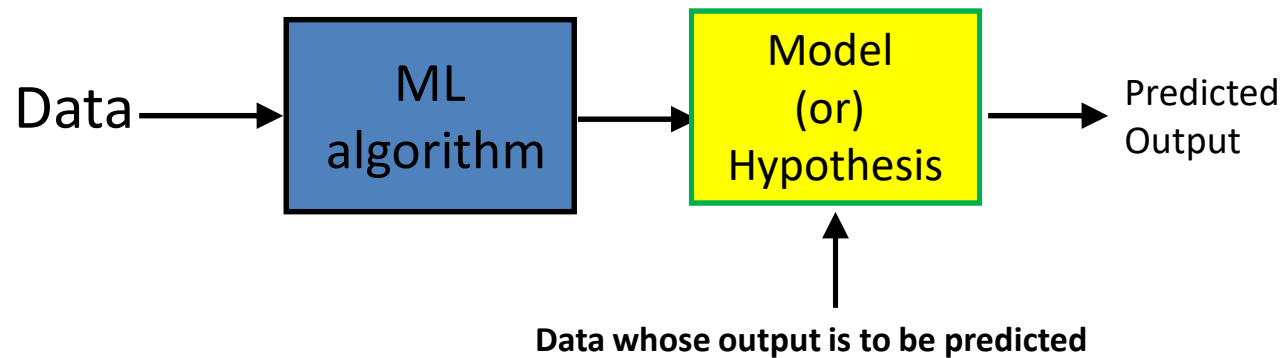 Data
ML
algorithm
Model
(or)
Hypothesis
Predicted
Output
Data whose output is to be predicted